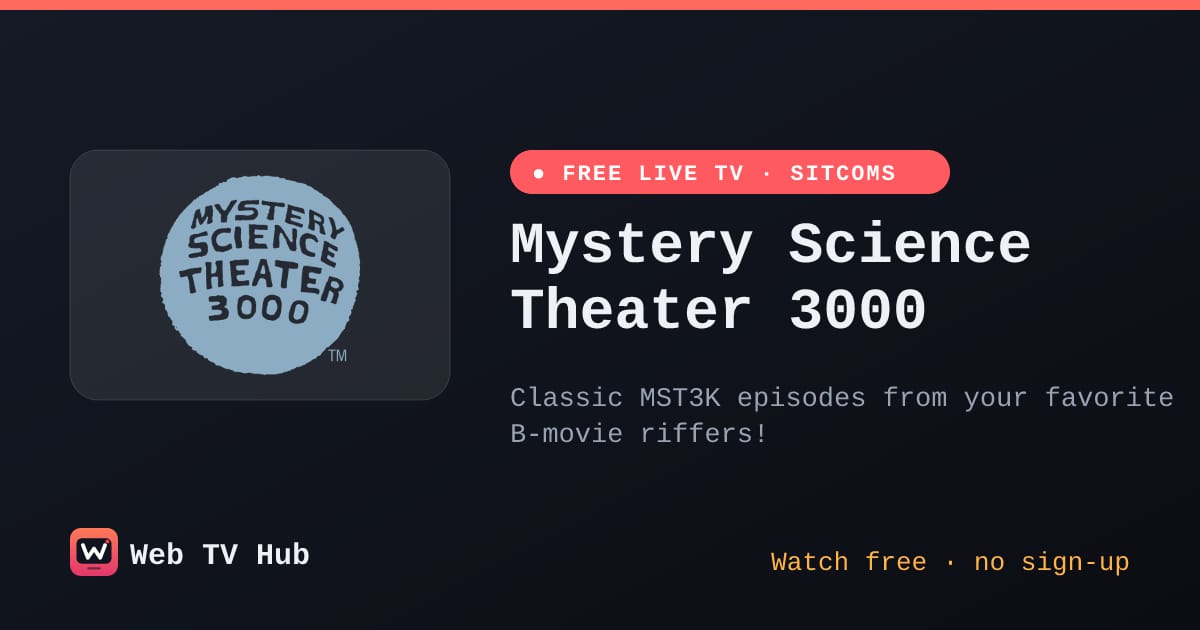 MYSTERY
SCIENCE
THEATER
3000
TM
● FREE LIVE TV · SITCOMS
Mystery Science
Theater 3000
Classic MST3K episodes from your favorite
B-movie riffers!
W
Web TV Hub
Watch free · no sign-up